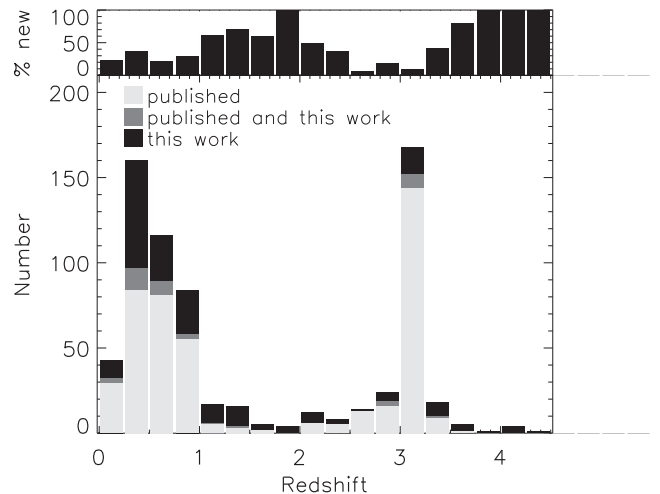 % new
100
50
0
200
150
100
50
0
Number
published
published and this work
this work
0 1 2 3 4
Redshift